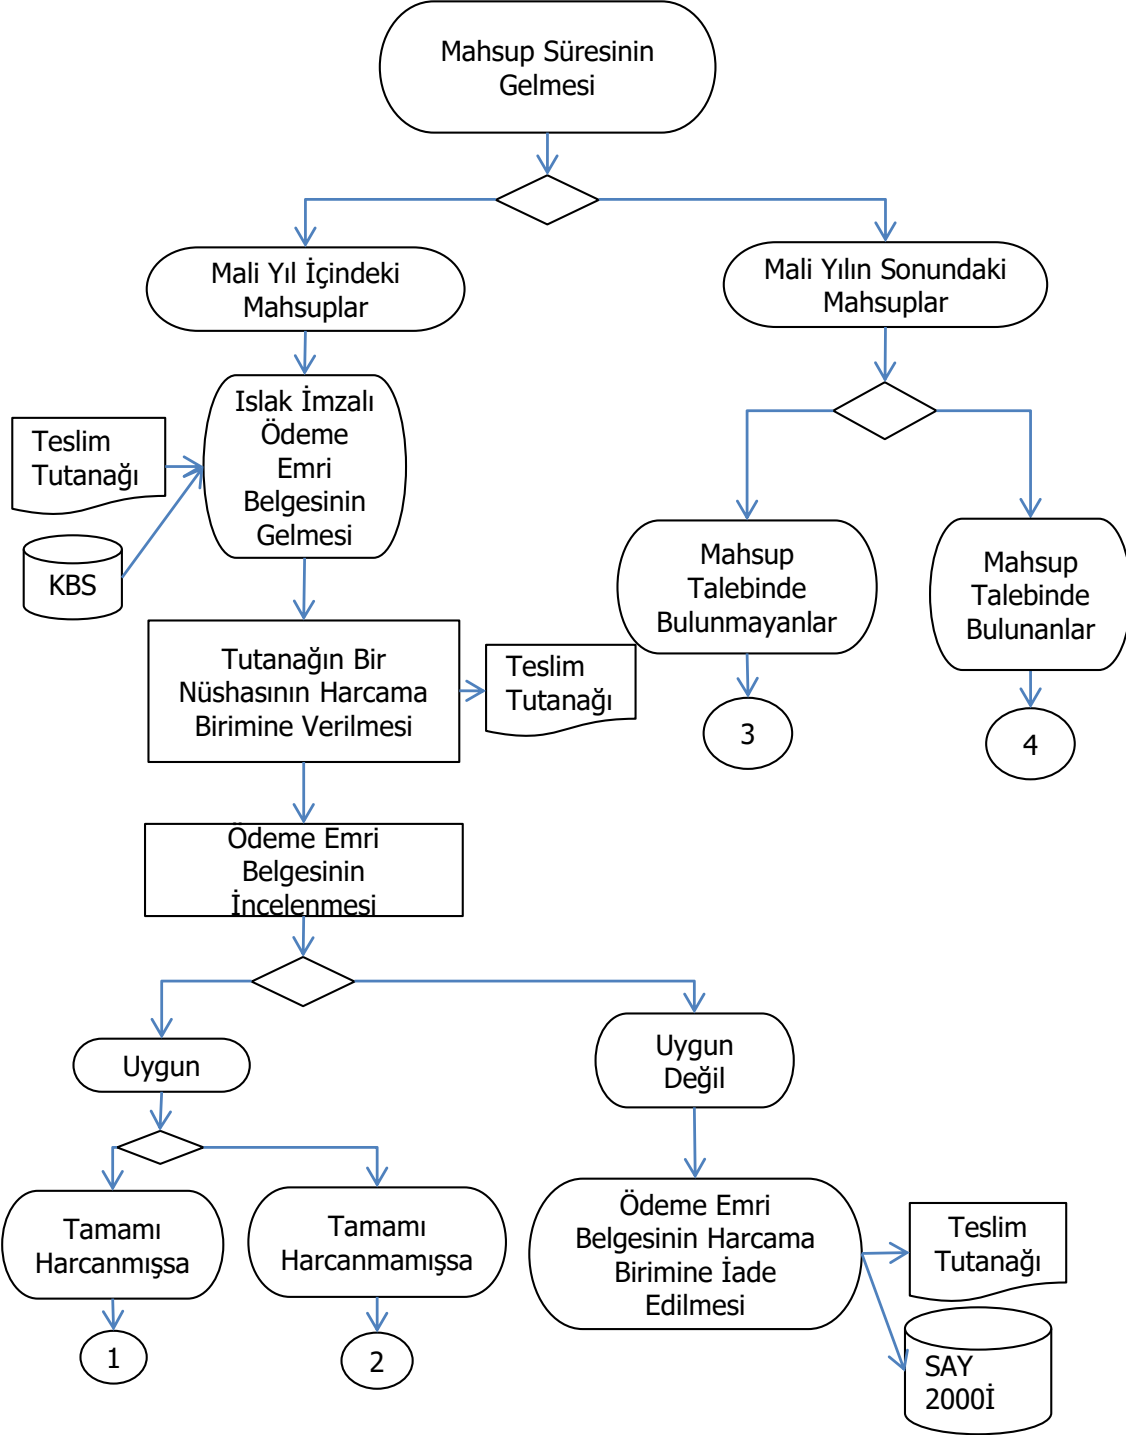 Mahsup Süresinin
Gelmesi
Mali Yıl İçindeki
Mahsuplar
Mali Yılın Sonundaki
Mahsuplar
Islak İmzalı
Ödeme
Emri
Belgesinin
Gelmesi
Teslim
Tutanağı
KBS
Mahsup
Talebinde
Bulunmayanlar
Mahsup
Talebinde
Bulunanlar
Tutanağın Bir
Nüshasının Harcama
Birimine Verilmesi
Teslim
Tutanağı
3
4
Ödeme Emri
Belgesinin
İncelenmesi
Uygun
Uygun
Değil
Tamamı
Harcanmışsa
Tamamı
Harcanmamışsa
Ödeme Emri
Belgesinin Harcama
Birimine İade
Edilmesi
Teslim
Tutanağı
1
2
SAY
2000İ